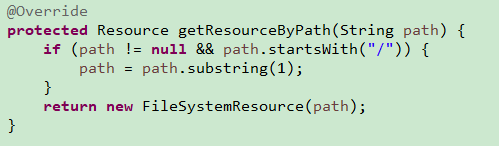 @Override
protected Resource getResourceByPath(String path) {
    if (path != null && path.startsWith("/")) {
        path = path.substring(1);
    }
    return new FileSystemResource(path);
}